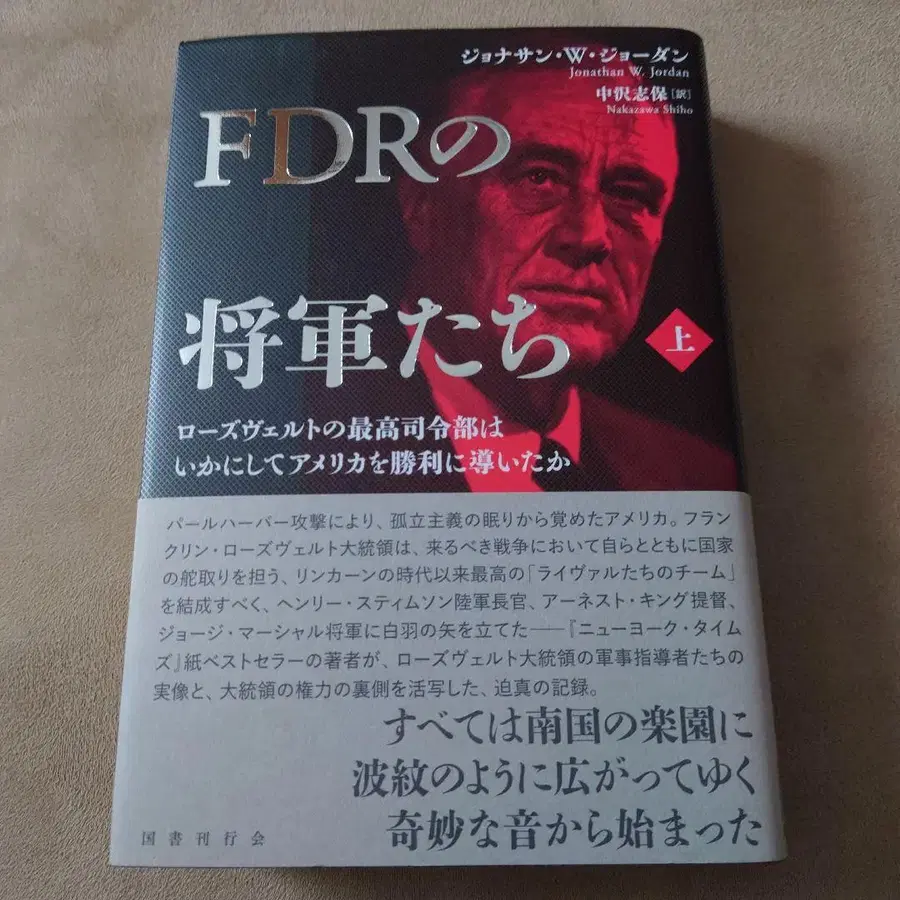 ジョナサン・W・ジョーダン
Jonathan W. Jordan
中沢志保[訳]
Nakazawa Shiho
FDRの
将軍たち
上
ローズヴェルトの最高司令部は
いかにしてアメリカを勝利に導いたか
パールハーバー攻撃により、孤立主義の眠りから覚めたアメリカ。フラン
クリン・ローズヴェルト大統領は、来るべき戦争において自らとともに国家
の舵取りを担う、リンカーンの時代以来最高の「ライヴァルたちのチーム」
を結成すべく、ヘンリー・スティムソン陸軍長官、アーネスト・キング提督、
ジョージ・マーシャル将軍に白羽の矢を立てた——『ニューヨーク・タイム
ズ』紙ベストセラーの著者が、ローズヴェルト大統領の軍事指導者たちの
実像と、大統領の権力の裏側を活写した、迫真の記録。
すべては南国の楽園に
波紋のように広がってゆく
奇妙な音から始まった
国書刊行会